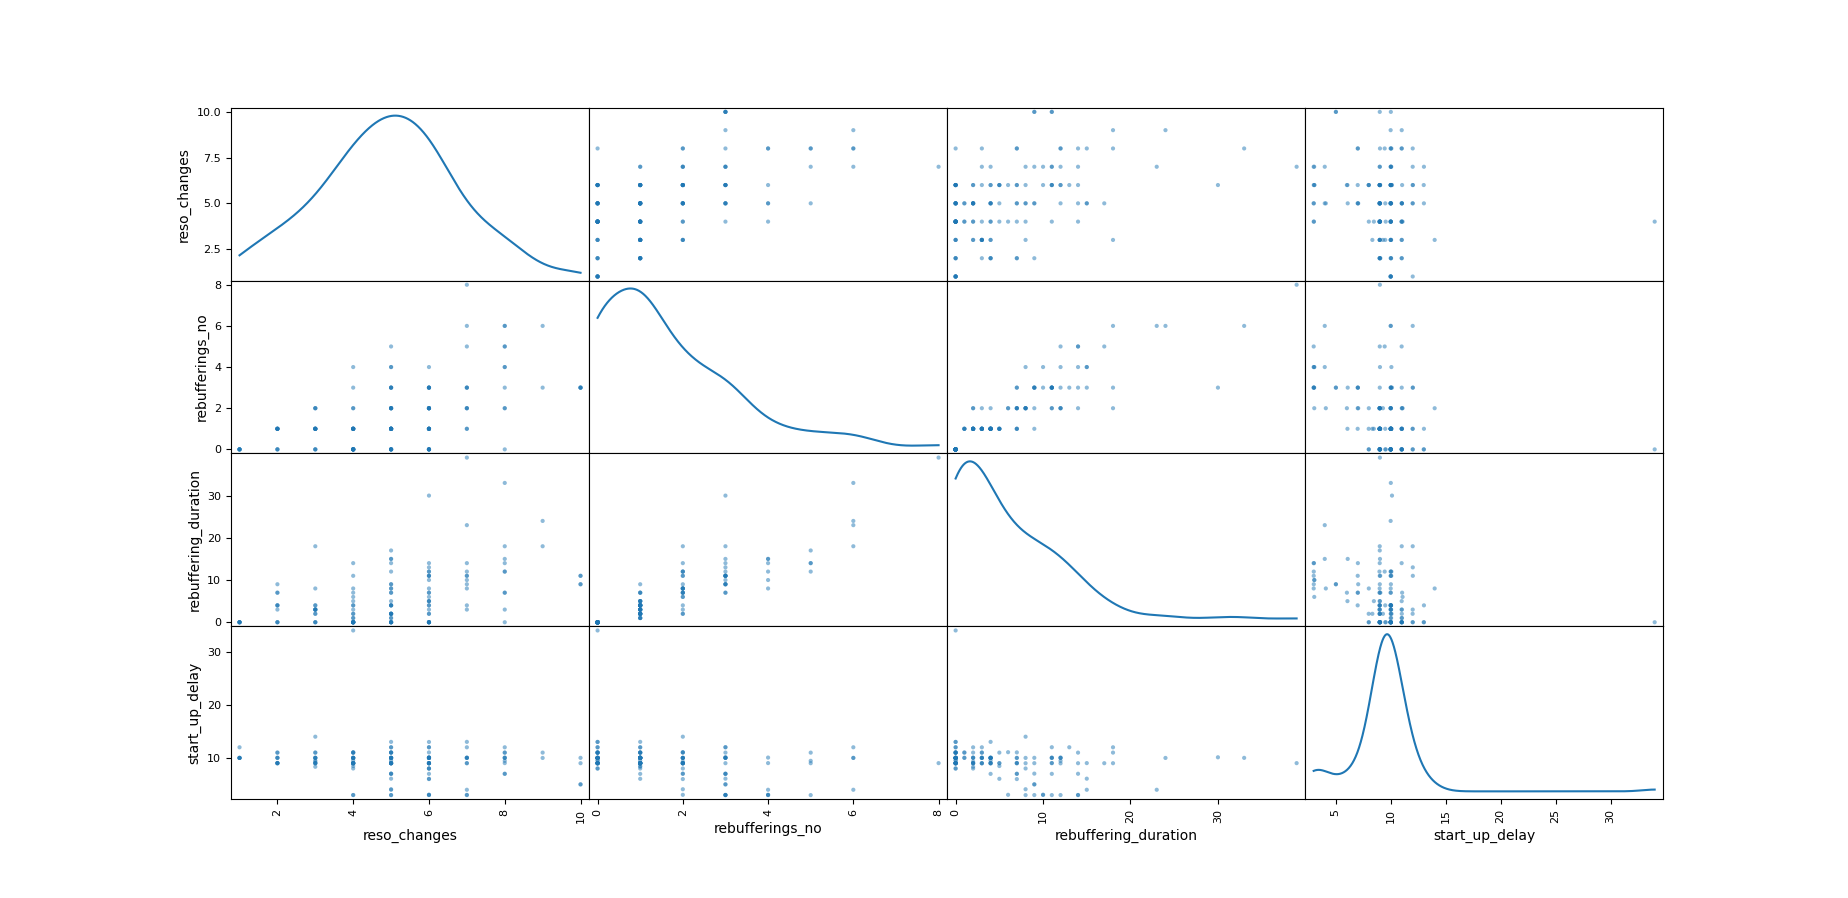 10.0
7.5
5.0
2.5
reso_changes
8
6
4
2
0
rebufferings_no
30
20
10
0
rebuffering_duration
30
20
10
start_up_delay
2 4 6 8 10
reso_changes
0 2 4 6 8
rebufferings_no
0 10 20 30
rebuffering_duration
5 10 15 20 25 30
start_up_delay